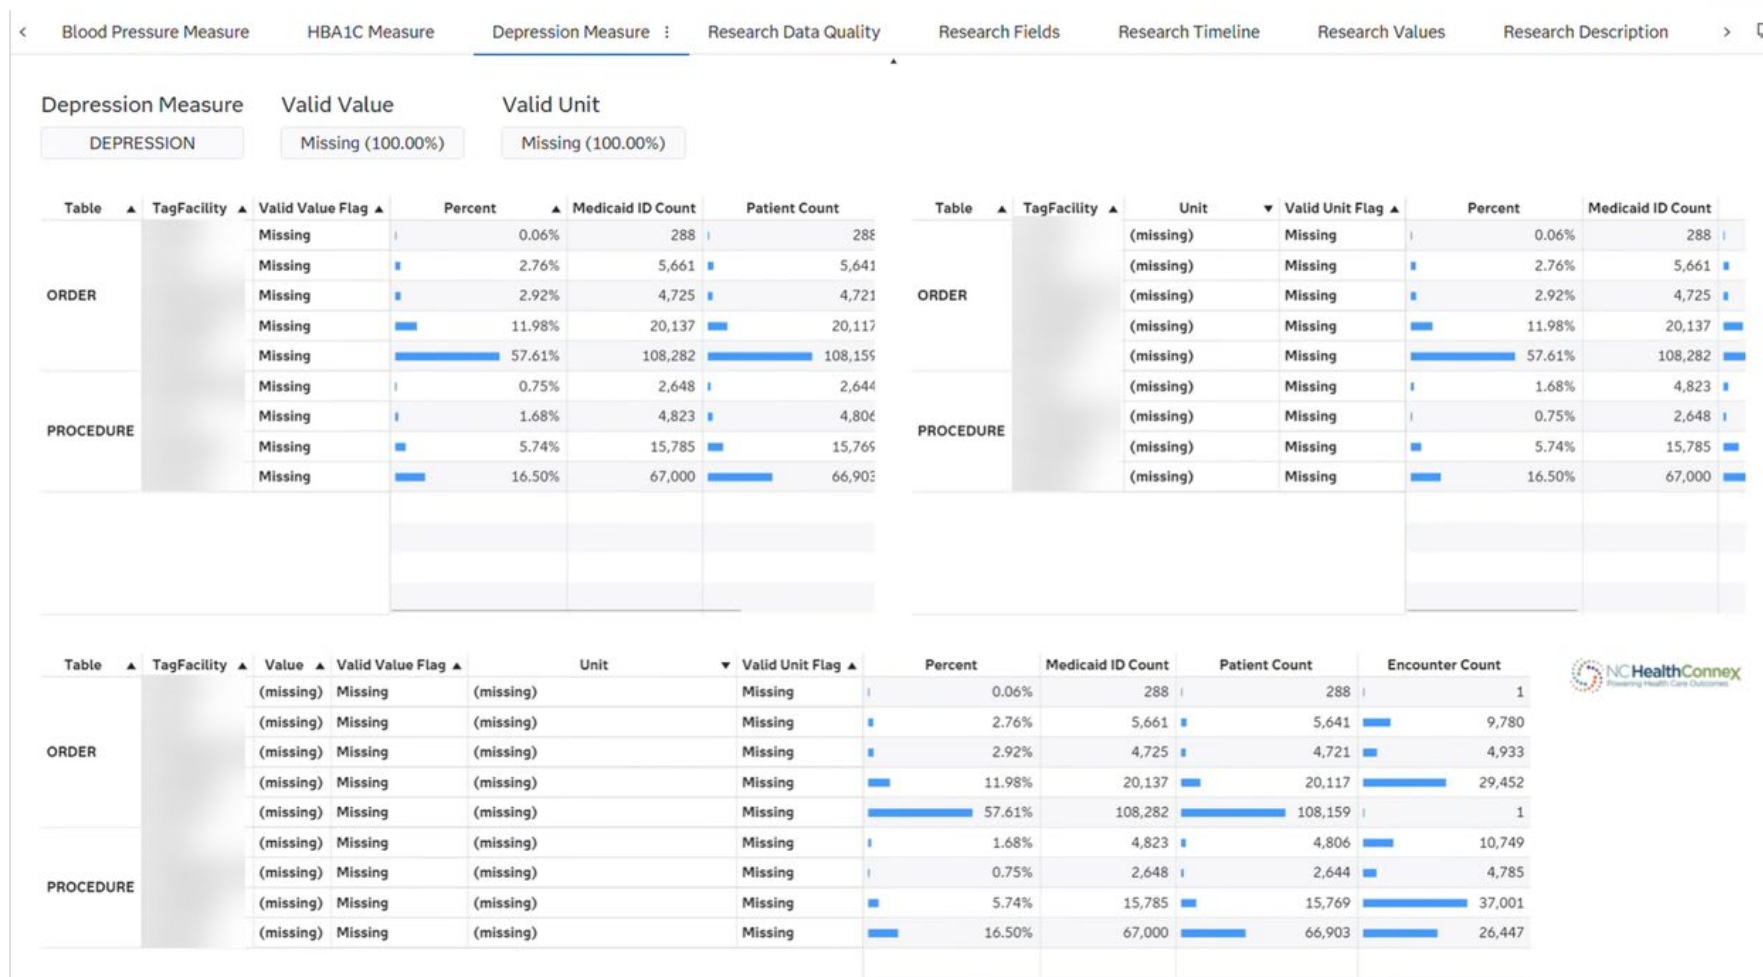 Blood Pressure Measure HBA1C Measure Depression Measure Research Data Quality Research Fields Research Timeline Research Values Research Description
Depression Measure Valid Value Valid Unit
DEPRESSION Missing (100.00%) Missing (100.00%)
Table TagFacility Valid Value Flag Percent Medicaid ID Count Patient Count
Missing 0.06% 288 288
Missing 2.76% 5,661 5,641
ORDER Missing 2.92% 4,725 4,721
Missing 11.98% 20,137 20,117
Missing 57.61% 108,282 108,159
Missing 0.75% 2,648 2,644
Missing 1.68% 4,823 4,806
PROCEDURE
Missing 5.74% 15,785 15,769
Missing 16.50% 67,000 66,903
Table TagFacility Unit Valid Unit Flag Percent Medicaid ID Count
(missing) Missing 0.06% 288
(missing) Missing 2.76% 5,661
ORDER (missing) Missing 2.92% 4,725
(missing) Missing 11.98% 20,137
(missing) Missing 57.61% 108,282
(missing) Missing 1.68% 4,823
(missing) Missing 0.75% 2,648
PROCEDURE
(missing) Missing 5.74% 15,785
(missing) Missing 16.50% 67,000
Table TagFacility Value Valid Value Flag Unit Valid Unit Flag Percent Medicaid ID Count Patient Count Encounter Count
(missing) Missing (missing) Missing 0.06% 288 288 1
(missing) Missing (missing) Missing 2.76% 5,661 5,641 9,780
ORDER (missing) Missing (missing) Missing 2.92% 4,725 4,721 4,933
(missing) Missing (missing) Missing 11.98% 20,137 20,117 29,452
(missing) Missing (missing) Missing 57.61% 108,282 108,159 1
(missing) Missing (missing) Missing 1.68% 4,823 4,806 10,749
(missing) Missing (missing) Missing 0.75% 2,648 2,644 4,785
PROCEDURE
(missing) Missing (missing) Missing 5.74% 15,785 15,769 37,001
(missing) Missing (missing) Missing 16.50% 67,000 66,903 26,447
NCHealthConnex
Powering Health Care Outcomes